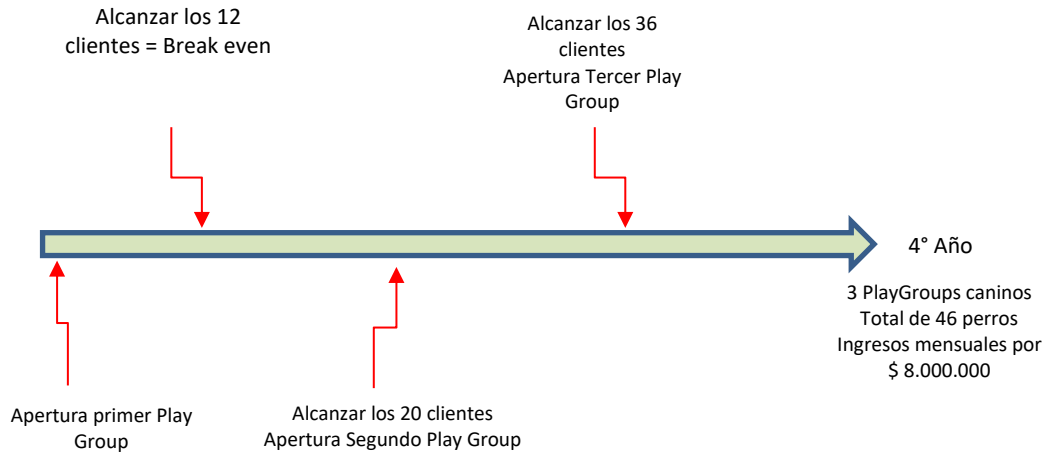 Alcanzar los 12
clientes = Break even
Alcanzar los 36
clientes
Apertura Tercer Play
Group
4° Año
3 PlayGroups caninos
Total de 46 perros
Ingresos mensuales por
$ 8.000.000
Apertura primer Play
Group
Alcanzar los 20 clientes
Apertura Segundo Play Group